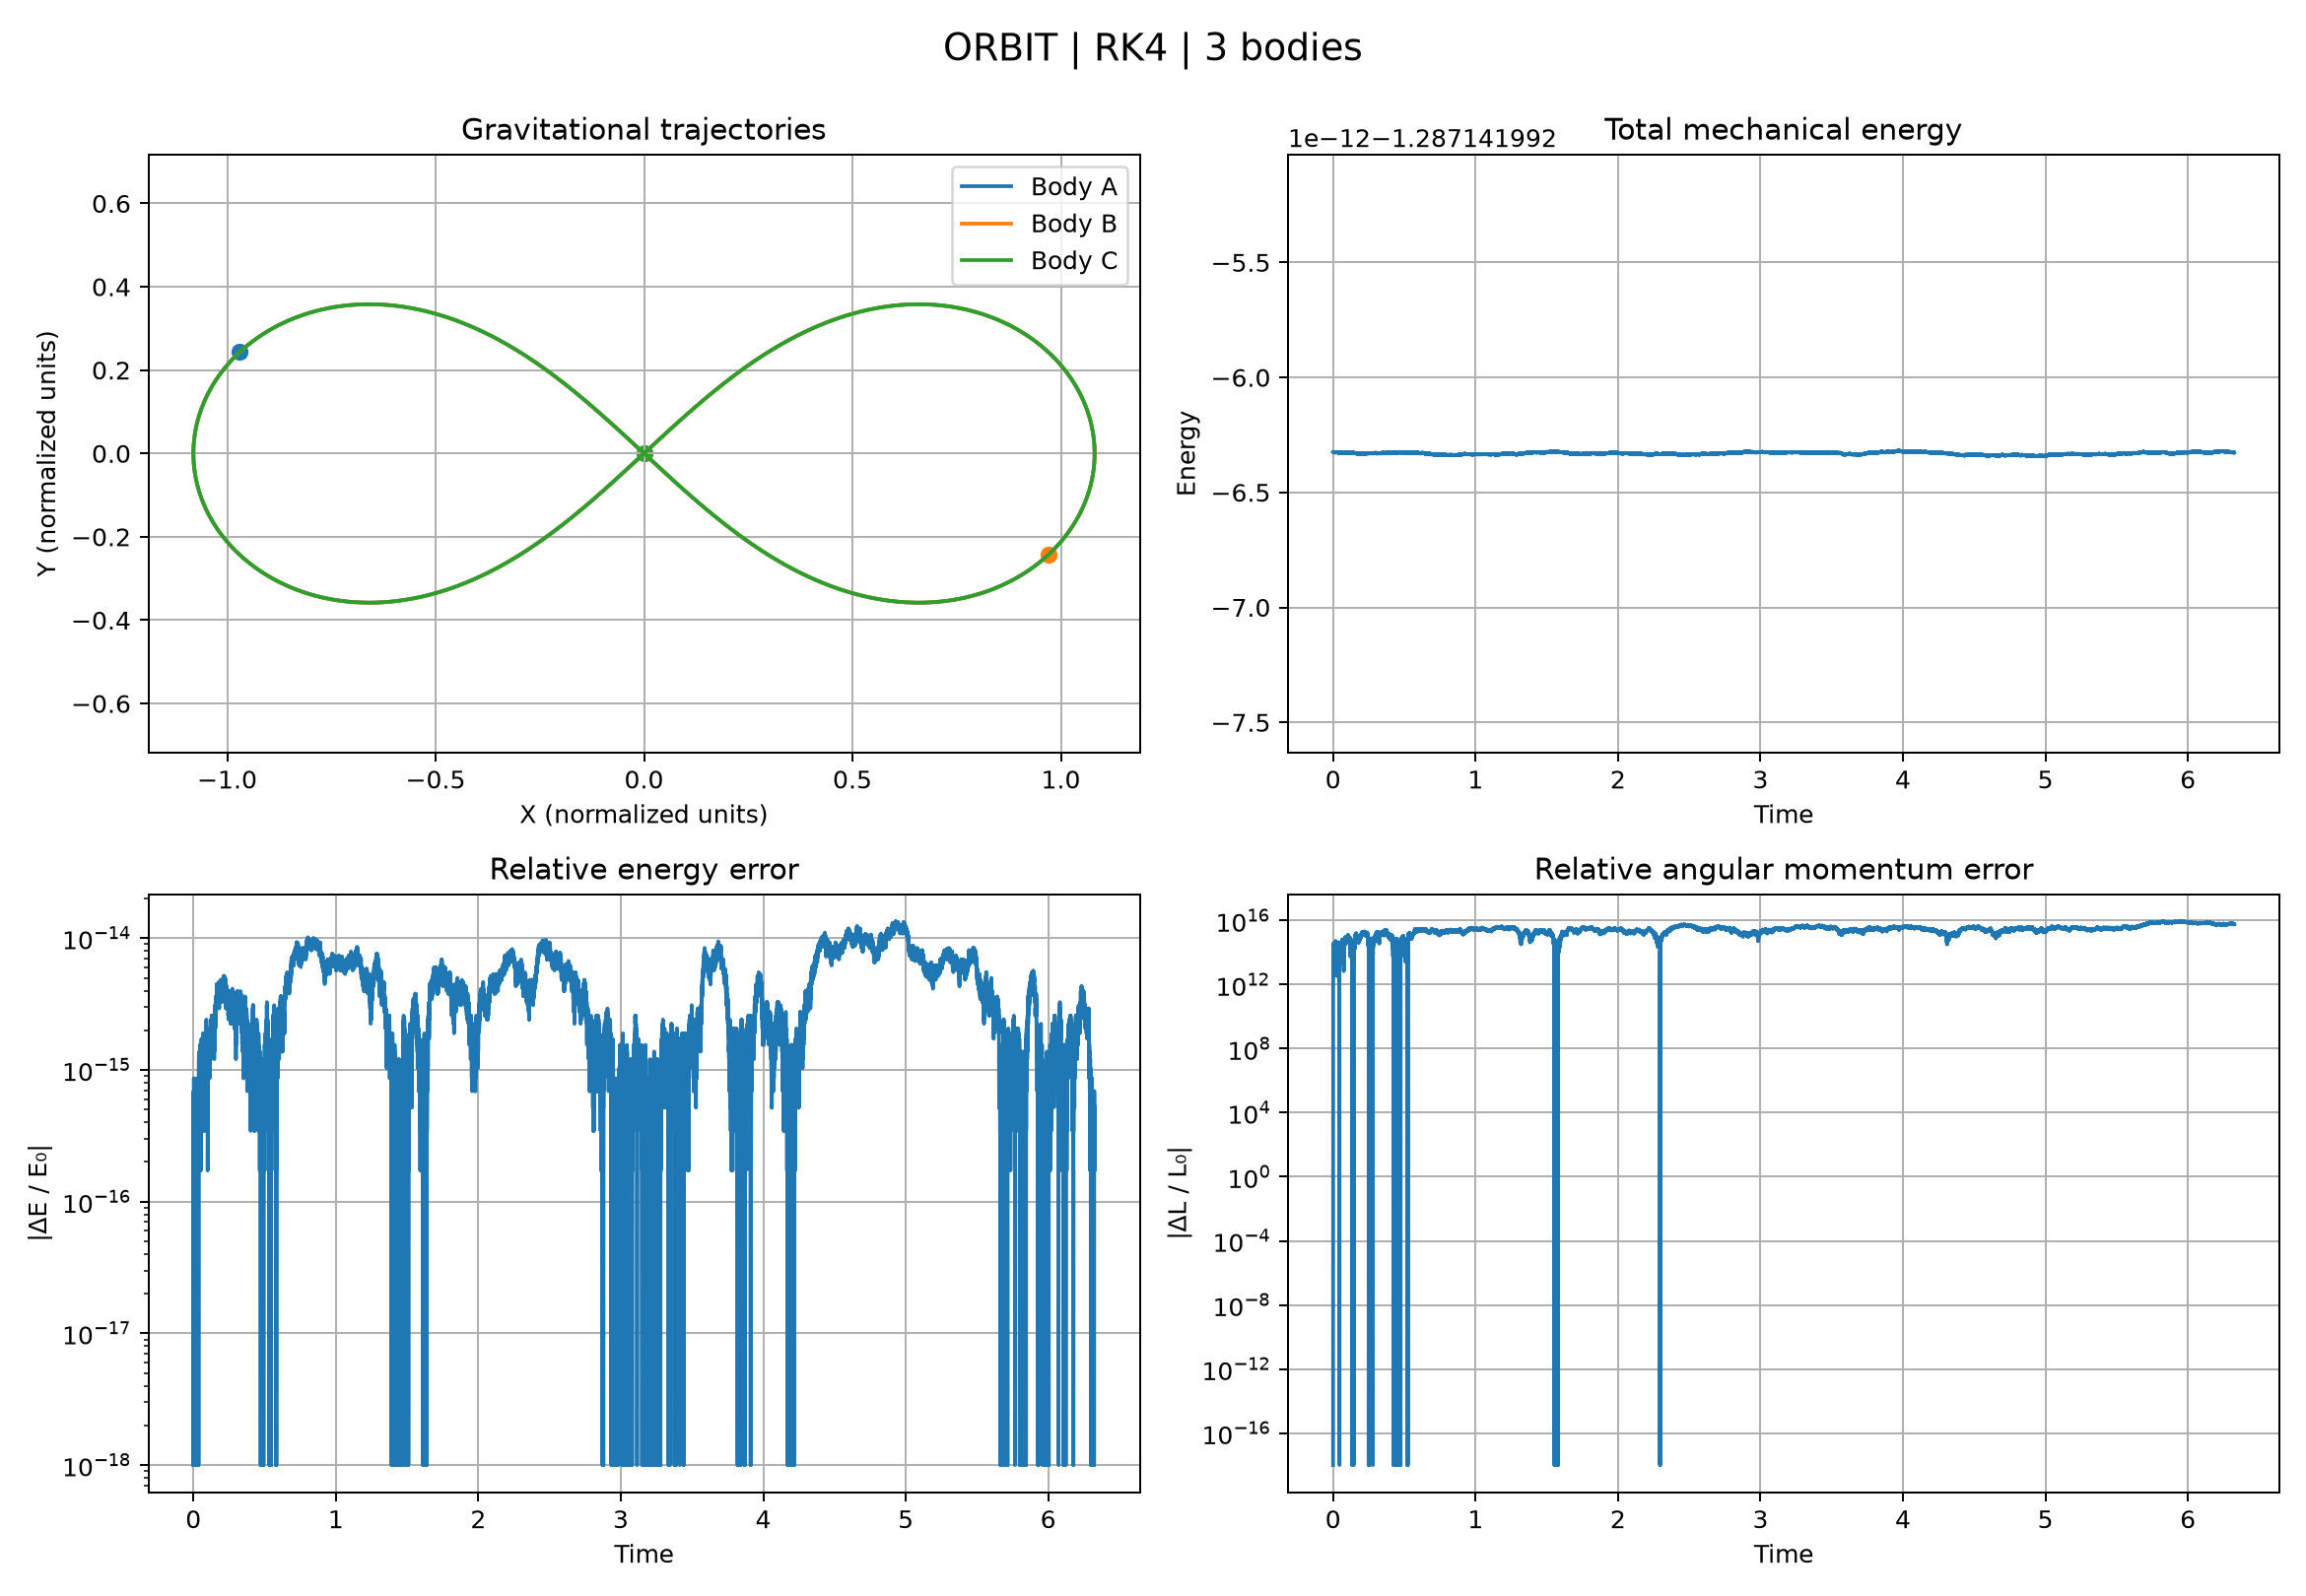 ORBIT | RK4 | 3 bodies
Gravitational trajectories
0.6
0.4
0.2
0.0
−0.2
−0.4
−0.6
Y (normalized units)
Body A
Body B
Body C
−1.0 −0.5 0.0 0.5 1.0
X (normalized units)
1e−12−1.287141992
Total mechanical energy
−5.5
−6.0
−6.5
−7.0
−7.5
Energy
0 1 2 3 4 5 6
Time
Relative energy error
10⁻¹⁴
10⁻¹⁵
10⁻¹⁶
10⁻¹⁷
10⁻¹⁸
|ΔE / E₀|
0 1 2 3 4 5 6
Time
Relative angular momentum error
10¹⁶
10¹²
10⁸
10⁴
10⁰
10⁻⁴
10⁻⁸
10⁻¹²
10⁻¹⁶
|ΔL / L₀|
0 1 2 3 4 5 6
Time